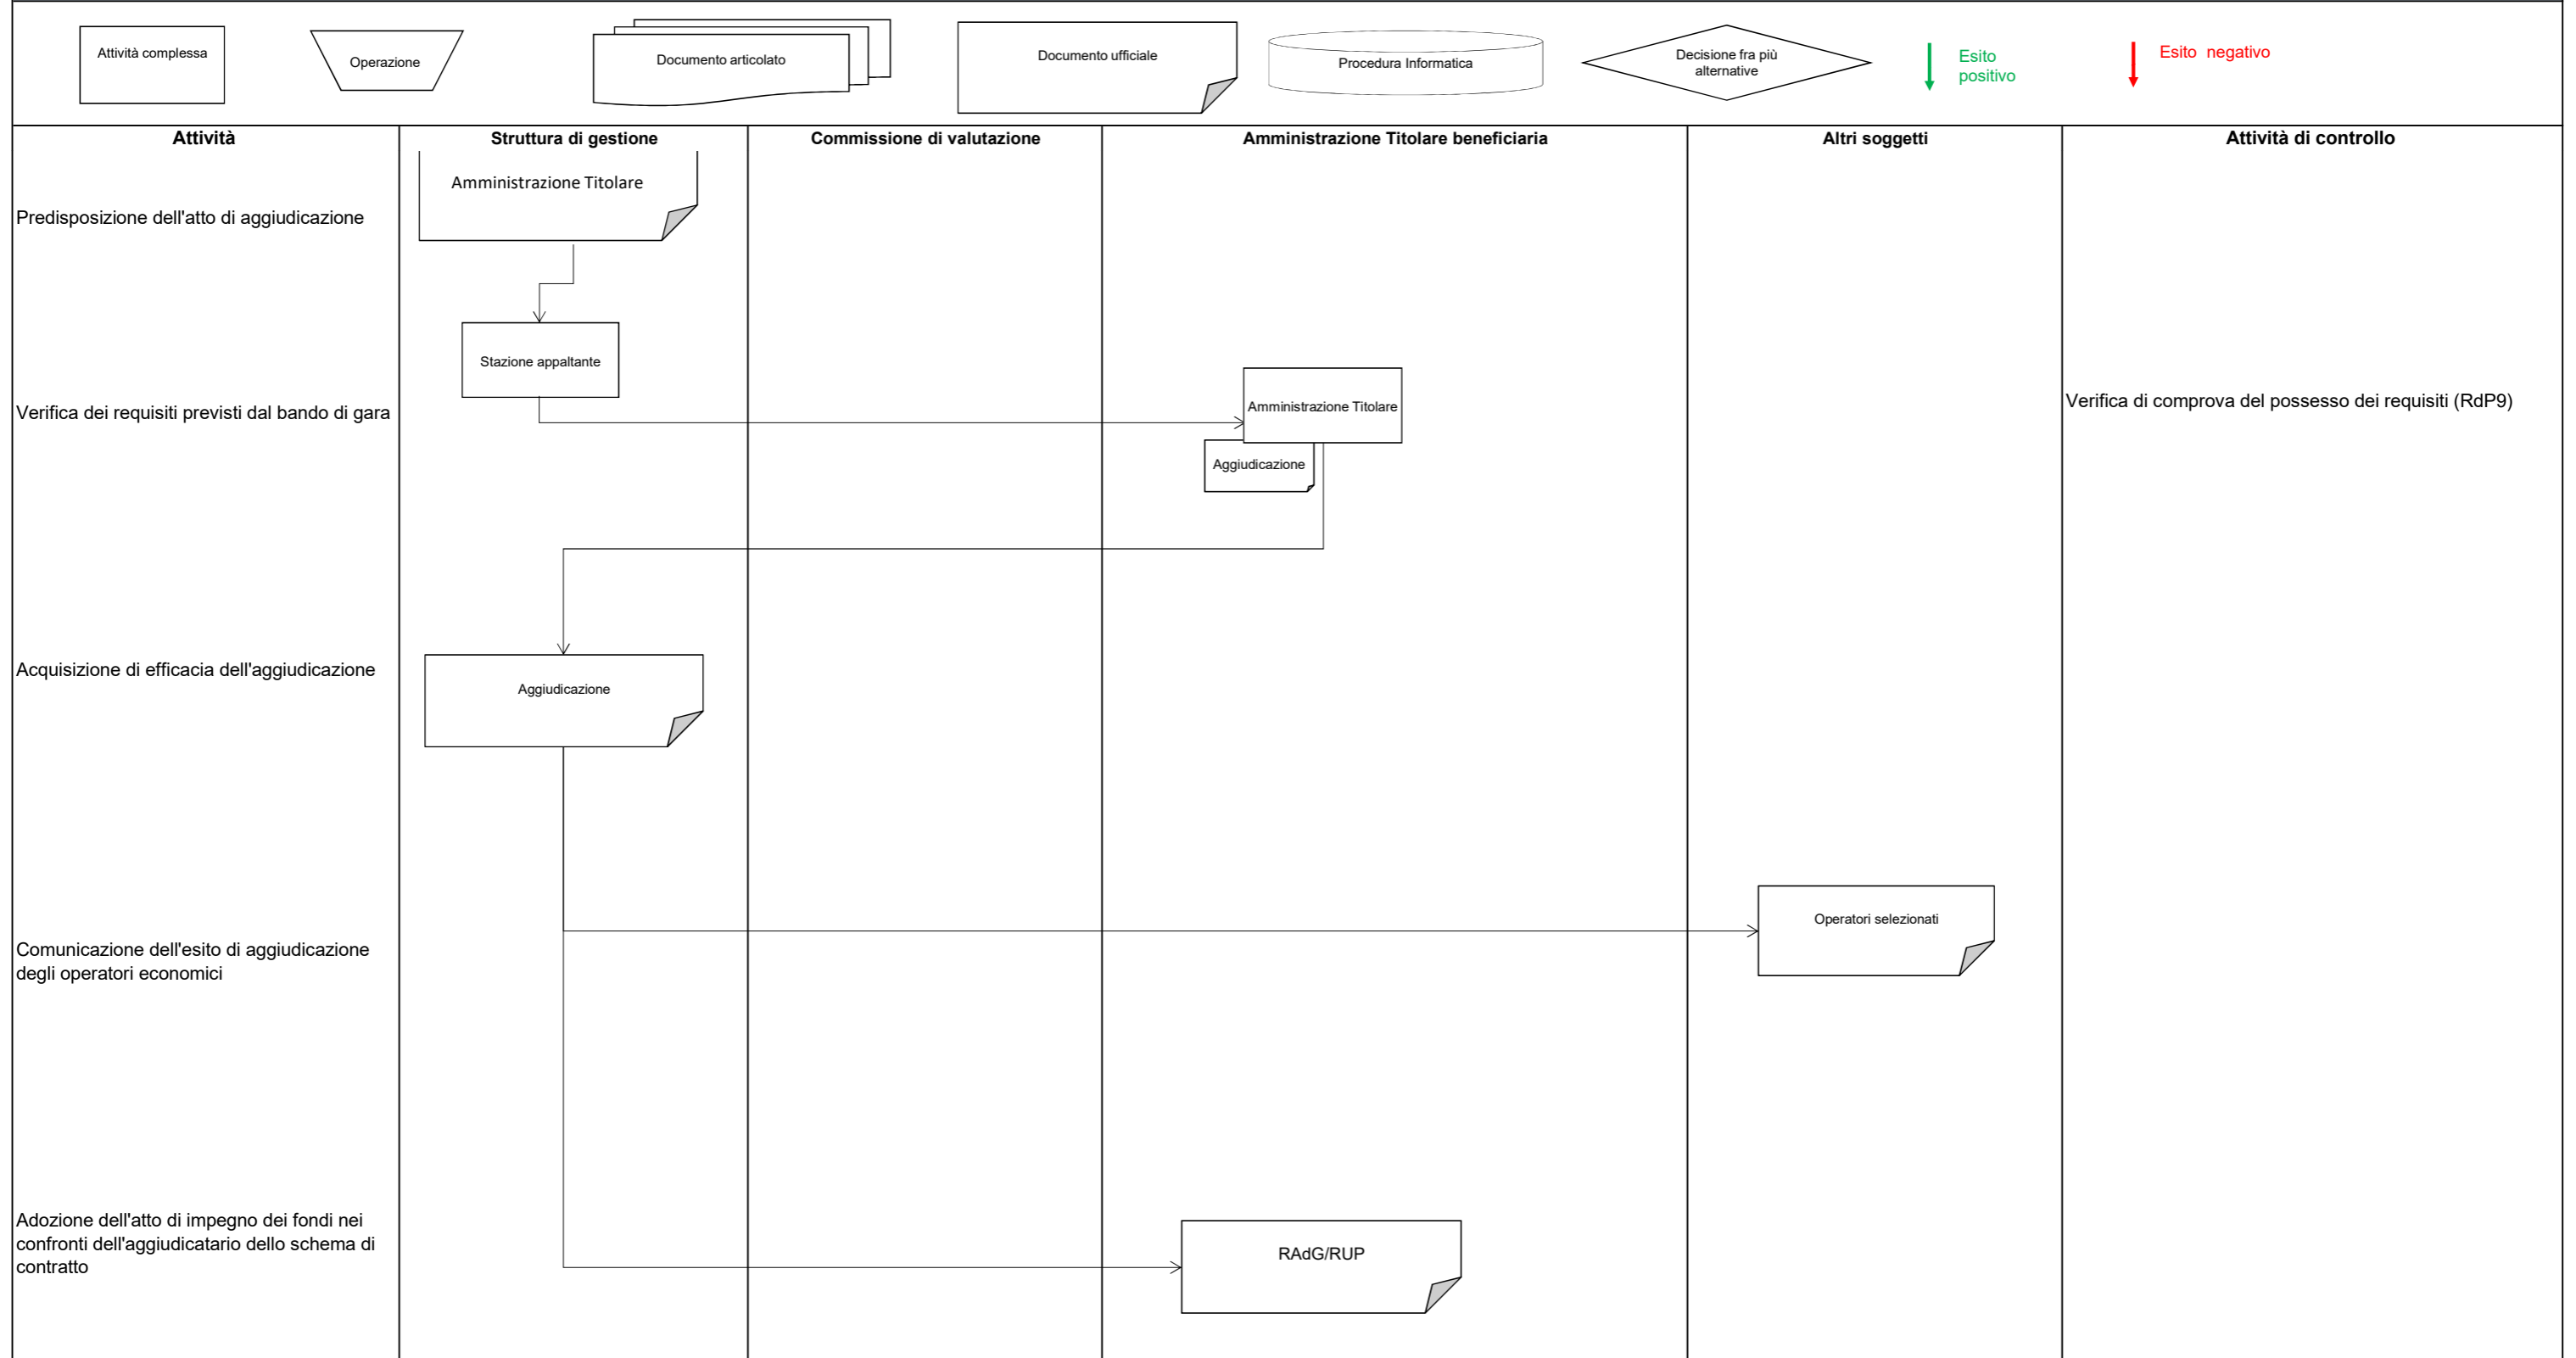 Attività complessa
Operazione
Documento articolato
Documento ufficiale
Procedura Informatica
Decisione fra più
alternative
Esito
positivo
Esito negativo
Attività
Struttura di gestione
Commissione di valutazione
Amministrazione Titolare beneficiaria
Altri soggetti
Attività di controllo
Amministrazione Titolare
Predisposizione dell'atto di aggiudicazione
Stazione appaltante
Amministrazione Titolare
Verifica dei requisiti previsti dal bando di gara
Verifica di comprova del possesso dei requisiti (RdP9)
Aggiudicazione
Acquisizione di efficacia dell'aggiudicazione
Aggiudicazione
Operatori selezionati
Comunicazione dell'esito di aggiudicazione
degli operatori economici
Adozione dell'atto di impegno dei fondi nei
confronti dell'aggiudicatario dello schema di
contratto
RAdG/RUP